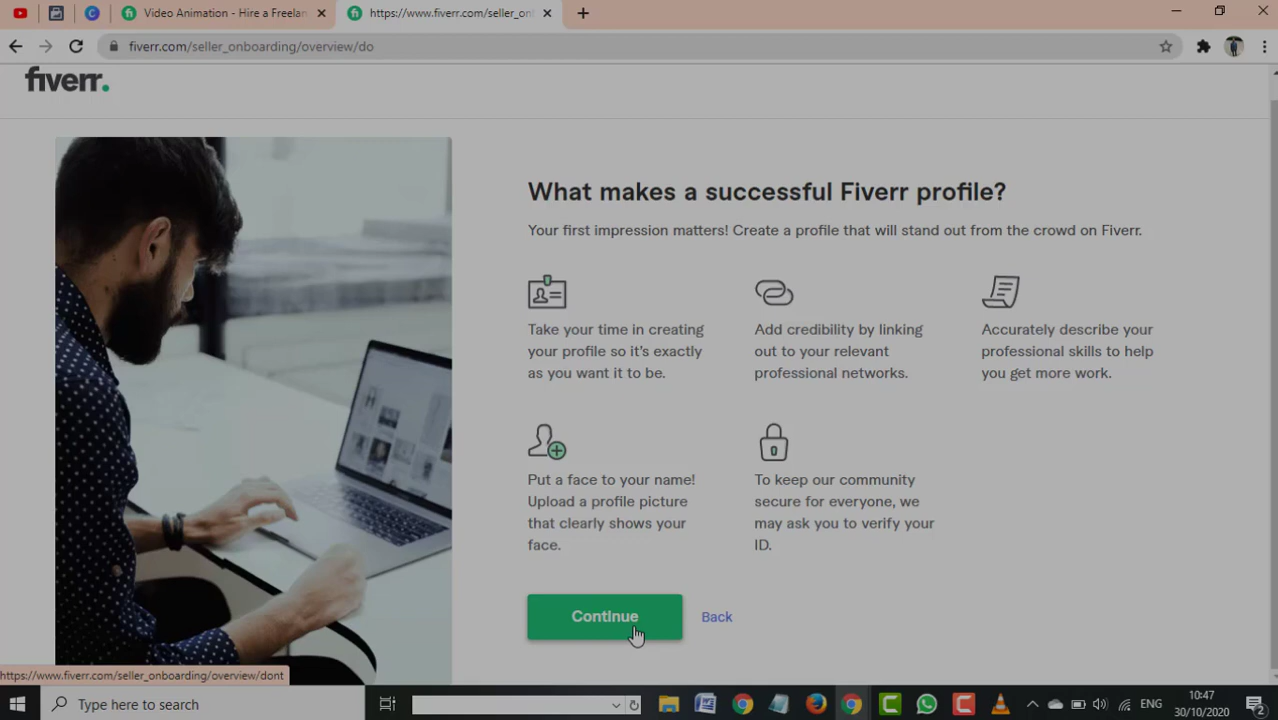 Video Animation - Hire a Freelan
https://www.fiverr.com/seller_on
fiverr.com/seller_onboarding/overview/do
fiverr.
What makes a successful Fiverr profile?
Your first impression matters! Create a profile that will stand out from the crowd on Fiverr.
Take your time in creating
your profile so it's exactly
as you want it to be.
Add credibility by linking
out to your relevant
professional networks.
Accurately describe your
professional skills to help
you get more work.
Put a face to your name!
Upload a profile picture
that clearly shows your
face.
To keep our community
secure for everyone, we
may ask you to verify your
ID.
Continue
Back
https://www.fiverr.com/seller_onboarding/overview/dont
Type here to search
ENG
10:47
30/10/2020
2